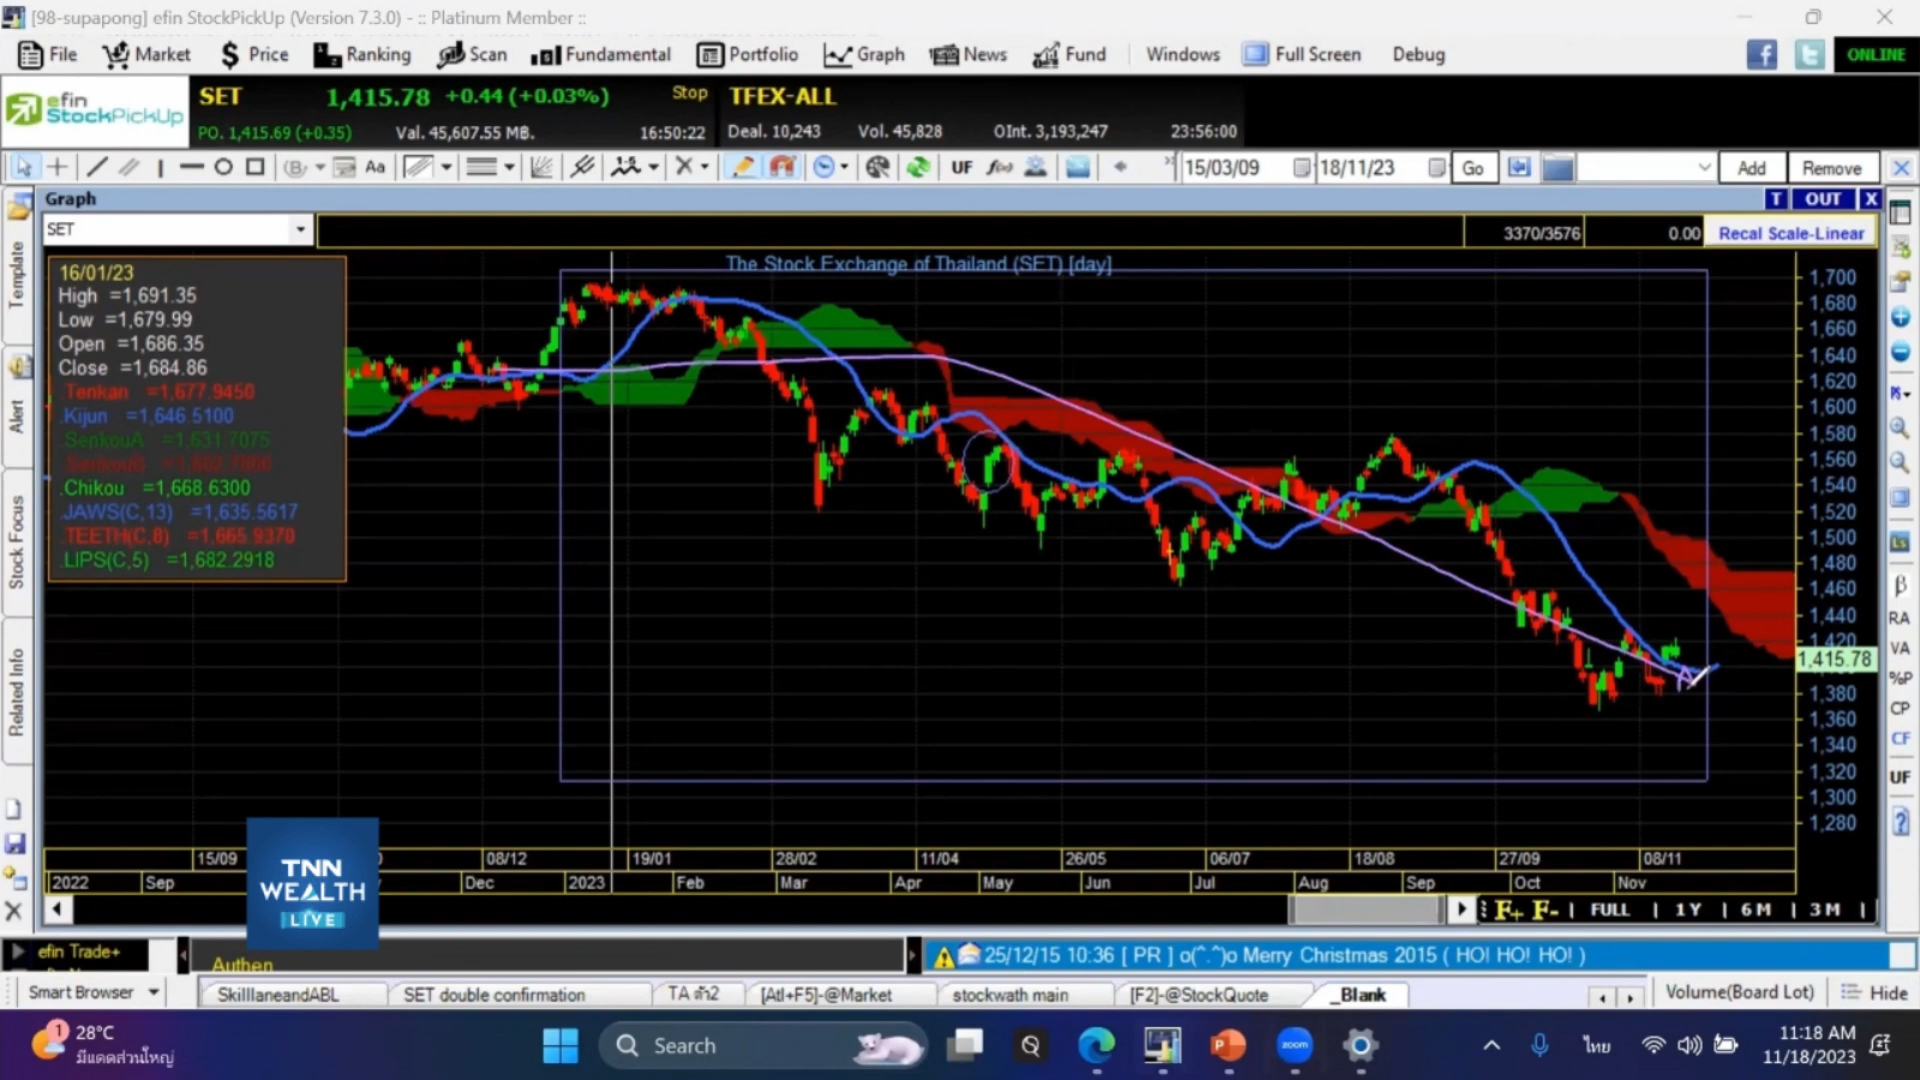 [98-supapong] efin StockPickUp (Version 7.3.0) - :: Platinum Member ::
File Market Price Ranking Scan Fundamental Portfolio Graph News Fund Windows Full Screen Debug ONLINE
efin StockPickUp
SET 1,415.78 +0.44 (+0.03%) Stop TFEX-ALL
PO. 1,415.69 (+0.35) Val. 45,607.55 MB. 16:50:22 Deal. 10,243 Vol. 45,828 OInt. 3,193,247 23:56:00
Aa UF f(x) 15/03/09 18/11/23 Go Add Remove
Graph T OUT X
SET 3370/3576 0.00 Recal Scale-Linear
The Stock Exchange of Thailand (SET) [day]
16/01/23
High =1,691.35
Low =1,679.99
Open =1,686.35
Close =1,684.86
.Tenkan =1,677.9450
.Kijun =1,646.5100
.SenkouA =1,631.7075
.Chikou =1,668.6300
.JAWS(C,13) =1,635.5617
.TEETH(C,8) =1,665.9370
.LIPS(C,5) =1,682.2918
Template
Alert
Stock Focus
Related Info
1,700
1,680
1,660
1,640
1,620
1,600
1,580
1,560
1,540
1,520
1,500
1,480
1,460
1,440
1,420
1,415.78
1,380
1,360
1,340
1,320
1,300
1,280
Ls
β
RA
VA
%P
CP
CF
UF
?
15/09 08/12 19/01 28/02 11/04 26/05 06/07 18/08 27/09 08/11
2022 Sep Dec 2023 Feb Mar Apr May Jun Jul Aug Sep Oct Nov
F+ F- | FULL | 1Y | 6M | 3M |
TNN
WEALTH
LIVE
efin Trade+ Authen 25/12/15 10:36 [ PR ] o(^.^)o Merry Christmas 2015 ( HO! HO! HO! )
Smart Browser SkilllaneandABL SET double confirmation TA ตัว2 [Atl+F5]-@Market stockwath main [F2]-@StockQuote _Blank Volume(Board Lot) Hide
1 28°C
มีแดดส่วนใหญ่
Search
zoom
ไทย
11:18 AM
11/18/2023